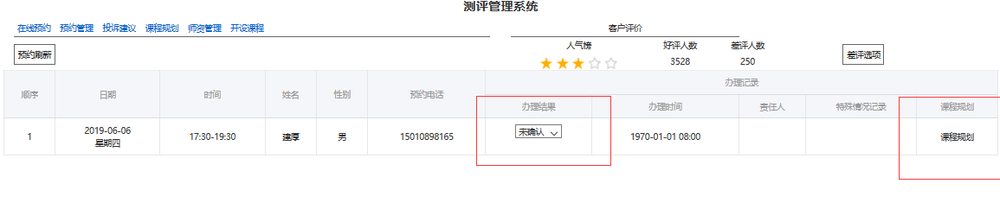 测评管理系统
在线预约 预约管理 投诉建议 课程规划 师资管理 开设课程
客户评价
预约刷新
人气榜 好评人数 差评人数
3528 250
差评选项
顺序 日期 时间 姓名 性别 预约电话 办理记录
办理结果 办理时间 责任人 特殊情况记录 课程规划
1 2019-06-06 17:30-19:30 建厚 男 15010898165 未确认 1970-01-01 08:00 课程规划
星期四